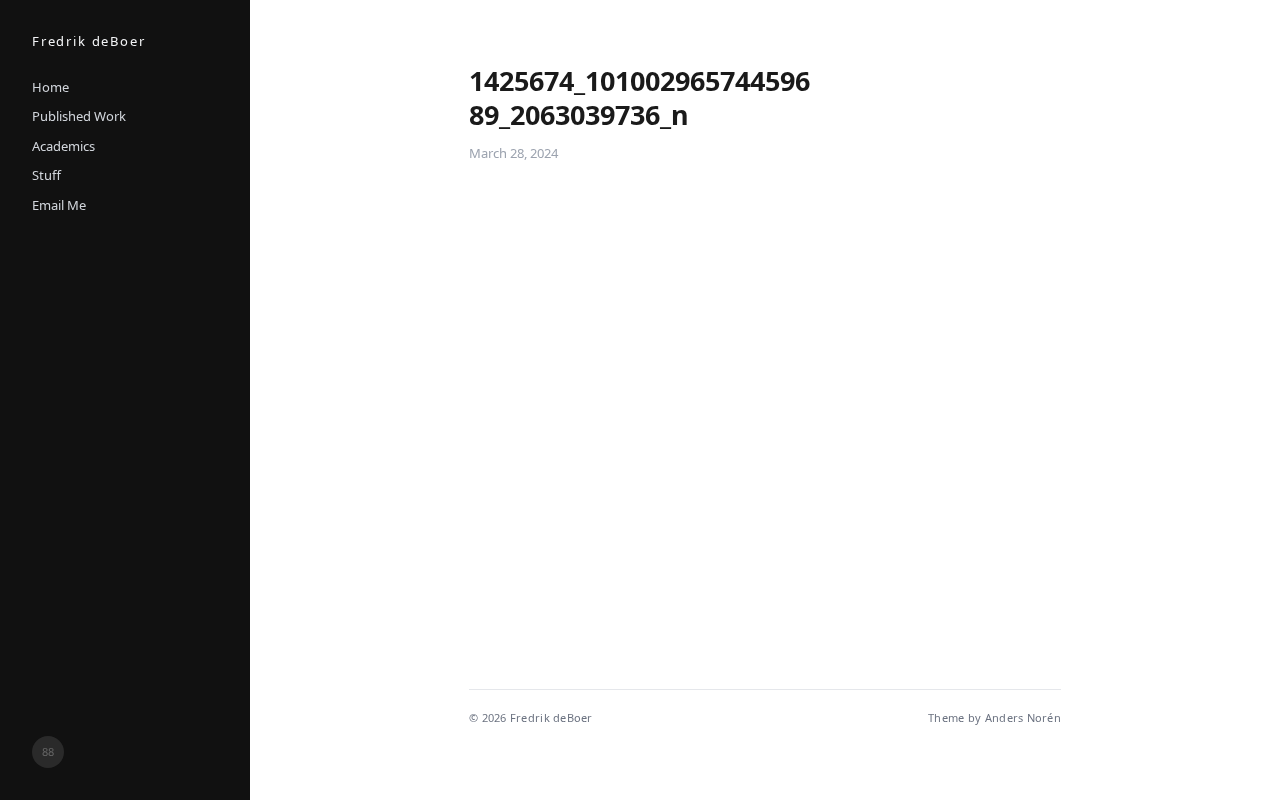 Fredrik deBoer
Home
Published Work
Academics
Stuff
Email Me
88
1425674_101002965744596
89_2063039736_n
March 28, 2024
© 2026 Fredrik deBoer
Theme by Anders Norén